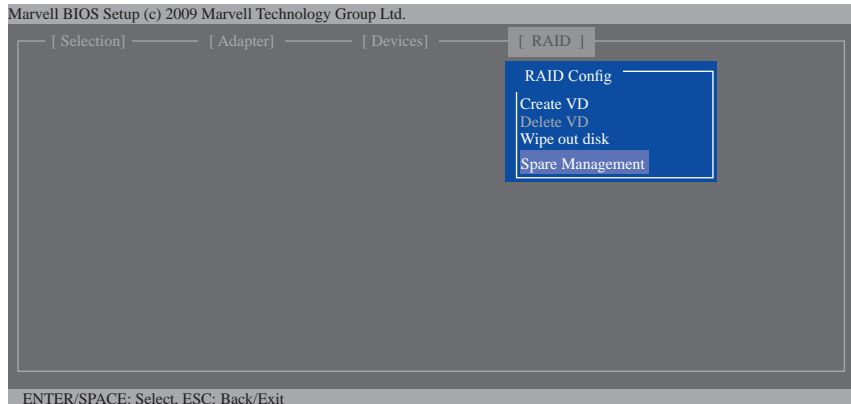 Marvell BIOS Setup (c) 2009 Marvell Technology Group Ltd.
[ Selection] [ Adapter] [ Devices] [ RAID ]
RAID Config
Create VD
Delete VD
Wipe out disk
Spare Management
ENTER/SPACE: Select, ESC: Back/Exit